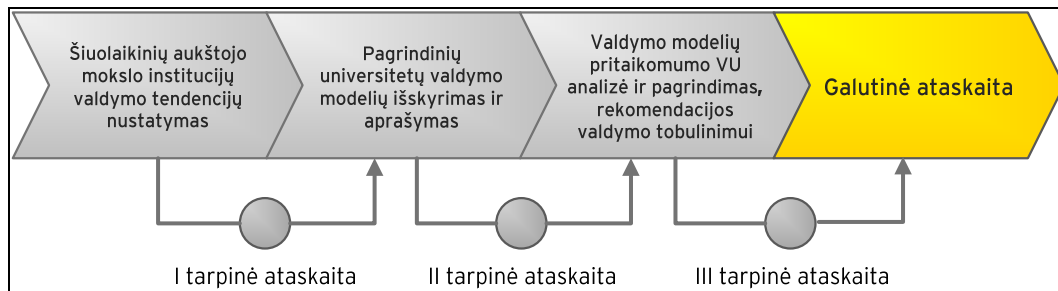 Šiuolaikinių aukštojo
mokslo institucijų
valdymo tendencijų
nustatymas
Pagrindinių
universitetų valdymo
modelių išskyrimas ir
aprašymas
Valdymo modelių
pritaikomumo VU
analizė ir pagrindimas,
rekomendacijos
valdymo tobulinimui
Galutinė ataskaita
I tarpinė ataskaita
II tarpinė ataskaita
III tarpinė ataskaita